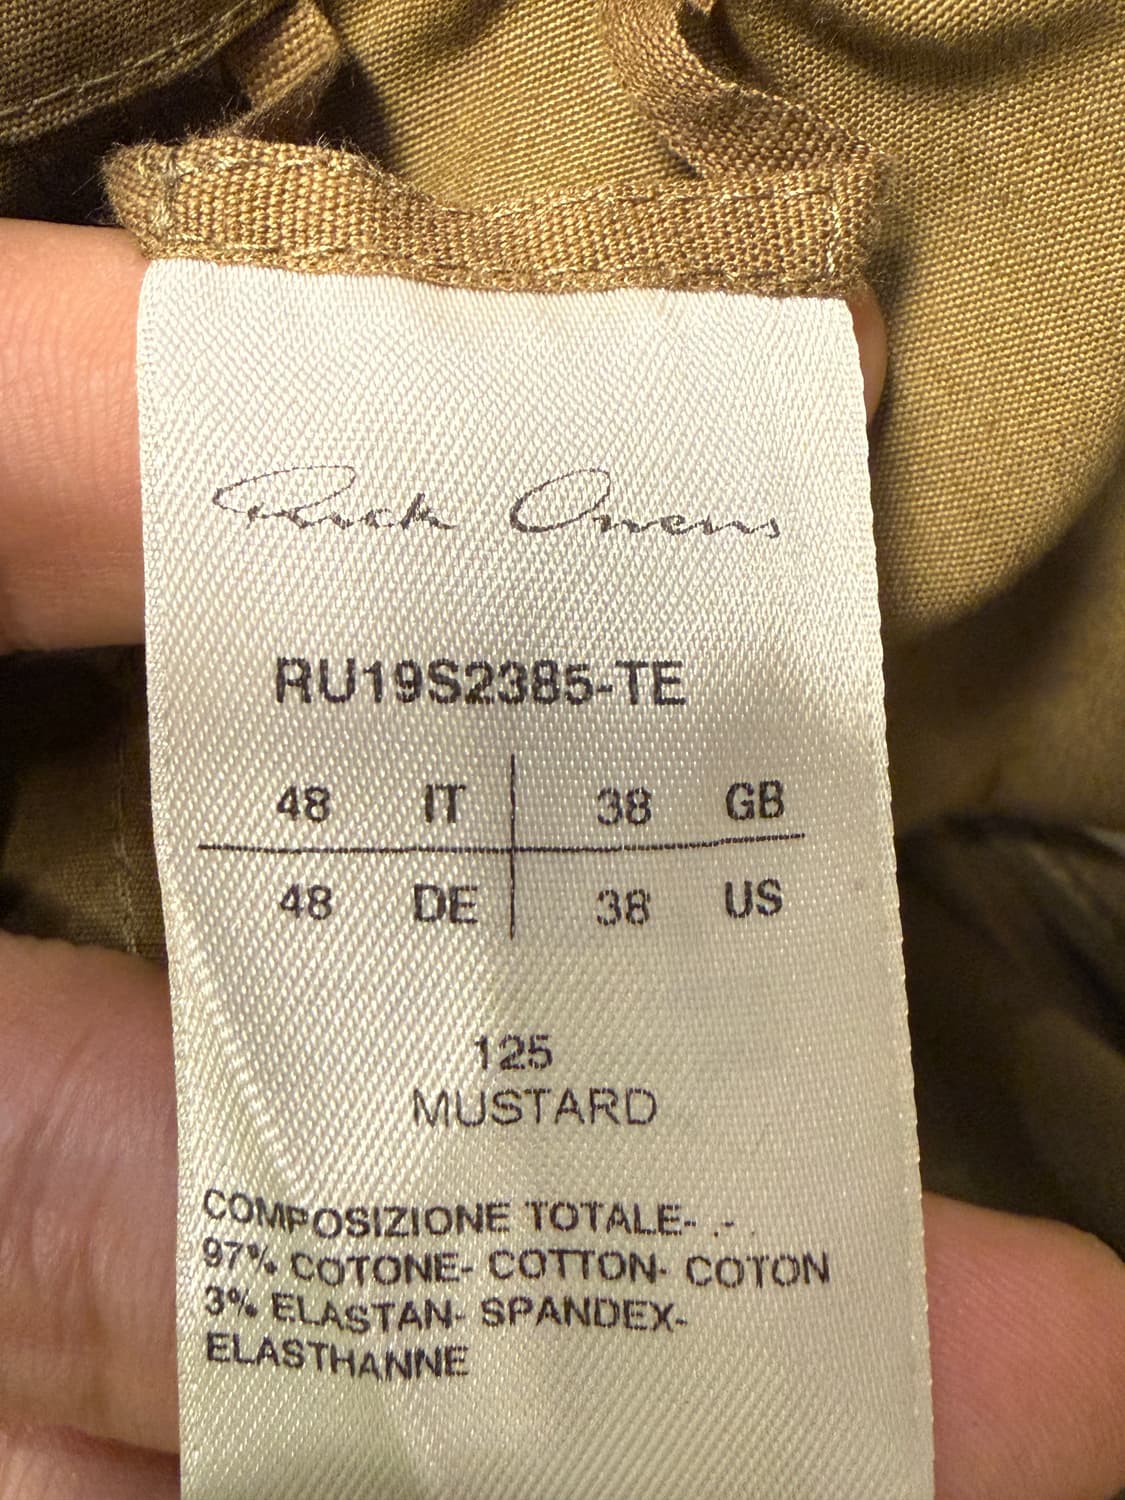 Rick Owens
RU19S2385-TE
48 IT 38 GB
48 DE 38 US
125
MUSTARD
COMPOSIZIONE TOTALE- .- .
97% COTONE- COTTON- COTON
3% ELASTAN- SPANDEX-
ELASTHANNE